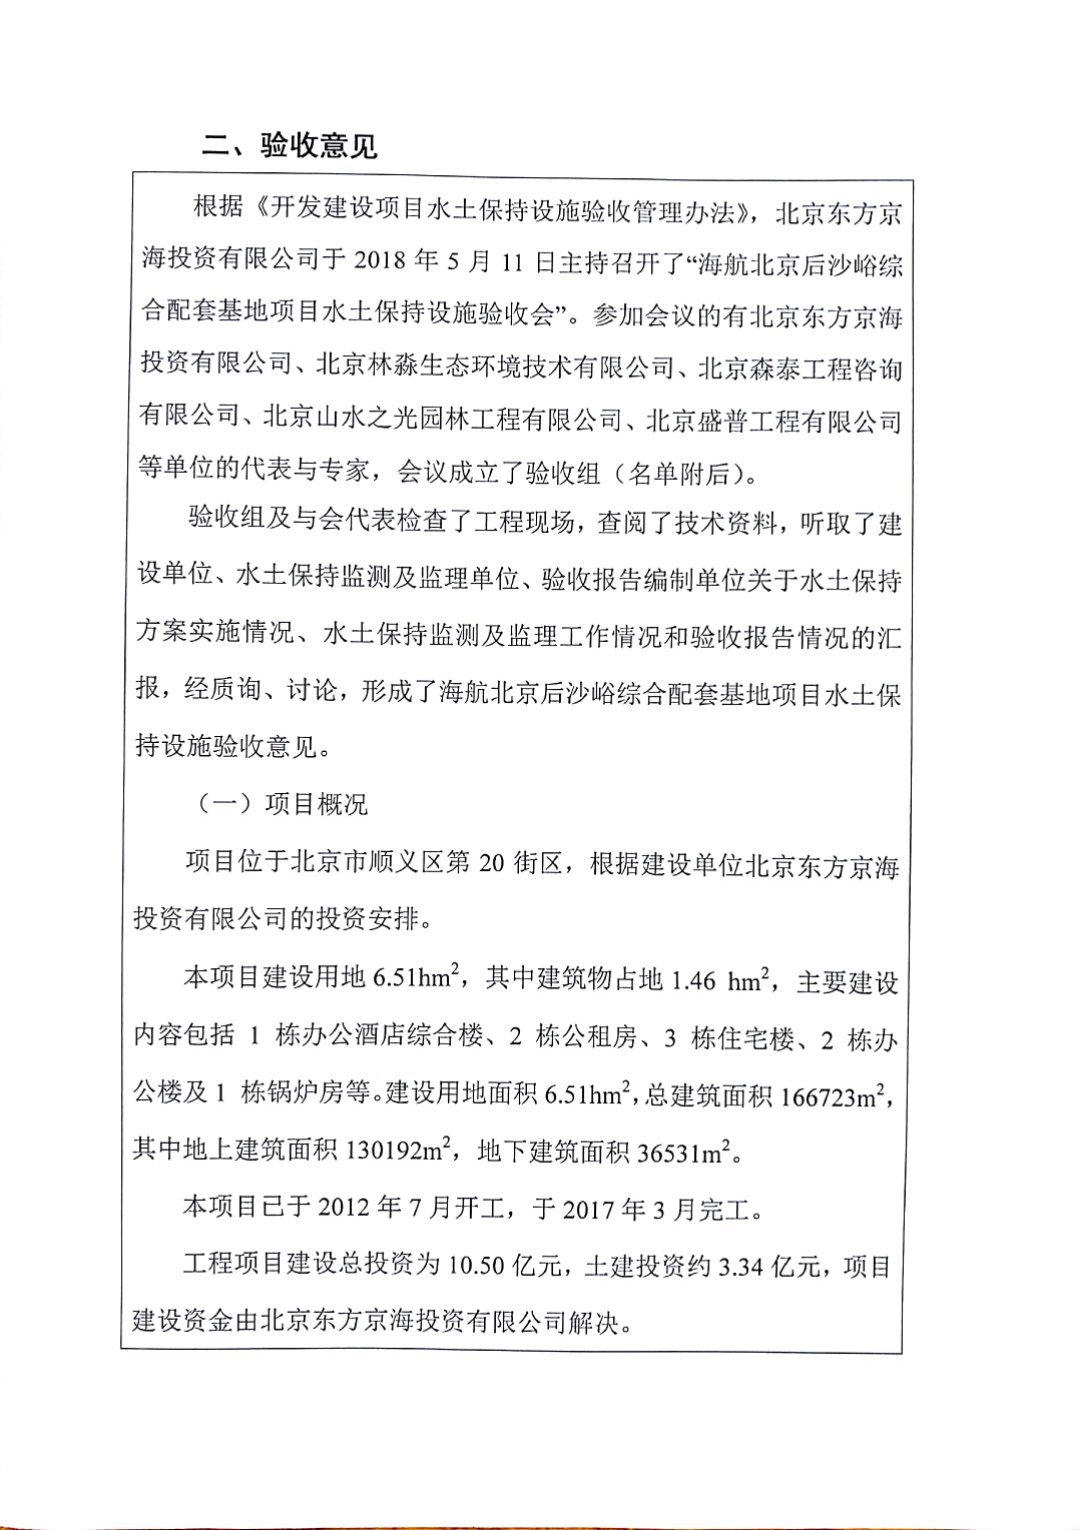 二、验收意见
根据《开发建设项目水土保持设施验收管理办法》，北京东方京
海投资有限公司于 2018 年 5 月 11 日主持召开了“海航北京后沙峪综
合配套基地项目水土保持设施验收会”。参加会议的有北京东方京海
投资有限公司、北京林淼生态环境技术有限公司、北京森泰工程咨询
有限公司、北京山水之光园林工程有限公司、北京盛普工程有限公司
等单位的代表与专家，会议成立了验收组（名单附后）。
验收组及与会代表检查了工程现场，查阅了技术资料，听取了建
设单位、水土保持监测及监理单位、验收报告编制单位关于水土保持
方案实施情况、水土保持监测及监理工作情况和验收报告情况的汇
报，经质询、讨论，形成了海航北京后沙峪综合配套基地项目水土保
持设施验收意见。
（一）项目概况
项目位于北京市顺义区第 20 街区，根据建设单位北京东方京海
投资有限公司的投资安排。
本项目建设用地 6.51hm²，其中建筑物占地 1.46 hm²，主要建设
内容包括 1 栋办公酒店综合楼、2 栋公租房、3 栋住宅楼、2 栋办
公楼及 1 栋锅炉房等。建设用地面积 6.51hm²，总建筑面积 166723m²，
其中地上建筑面积 130192m²，地下建筑面积 36531m²。
本项目已于 2012 年 7 月开工，于 2017 年 3 月完工。
工程项目建设总投资为 10.50 亿元，土建投资约 3.34 亿元，项目
建设资金由北京东方京海投资有限公司解决。